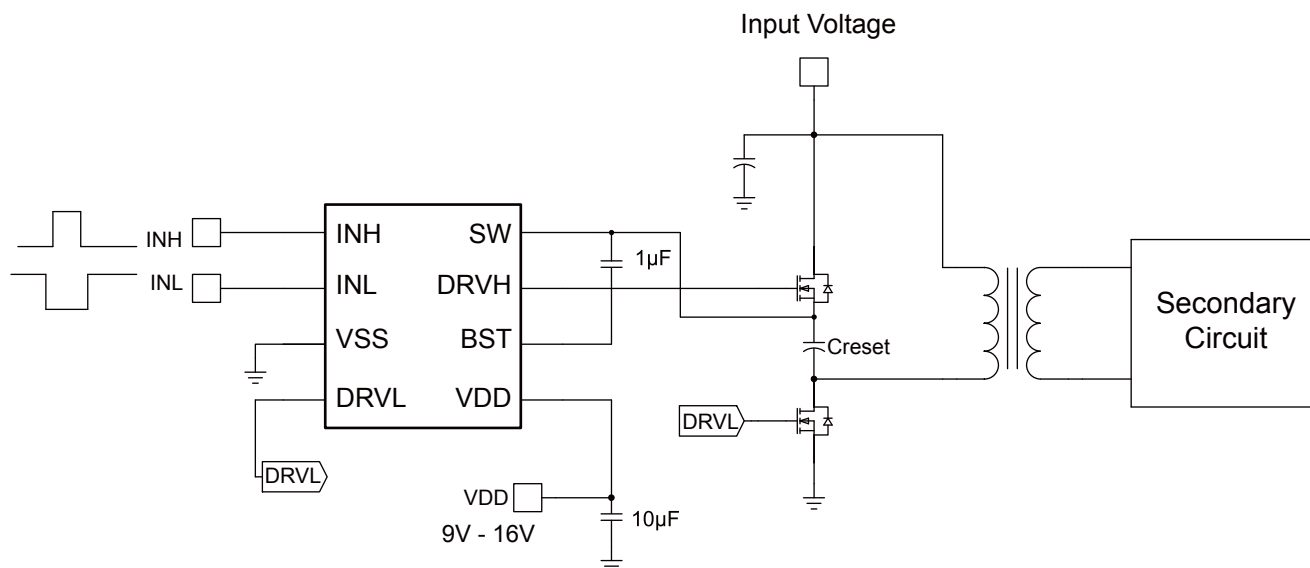 Input Voltage
INH
INL
INH
SW
1µF
INL
DRVH
VSS
BST
DRVL
VDD
Creset
DRVL
DRVL
VDD
9V - 16V
10µF
Secondary
Circuit